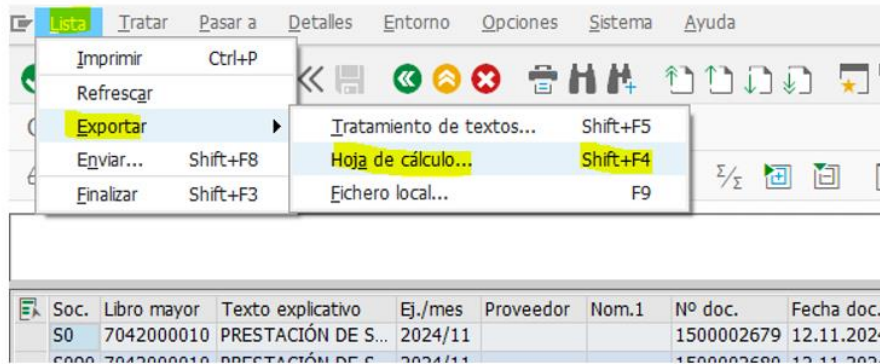 Lista Tratar Pasar a Detalles Entorno Opciones Sistema Ayuda
Imprimir Ctrl+P
Refrescar
Exportar
Tratamiento de textos... Shift+F5
Enviar... Shift+F8
Hoja de cálculo... Shift+F4
Finalizar Shift+F3
Fichero local... F9
Soc. Libro mayor Texto explicativo Ej./mes Proveedor Nom.1 Nº doc. Fecha doc.
S0 7042000010 PRESTACIÓN DE S... 2024/11 1500002679 12.11.2024